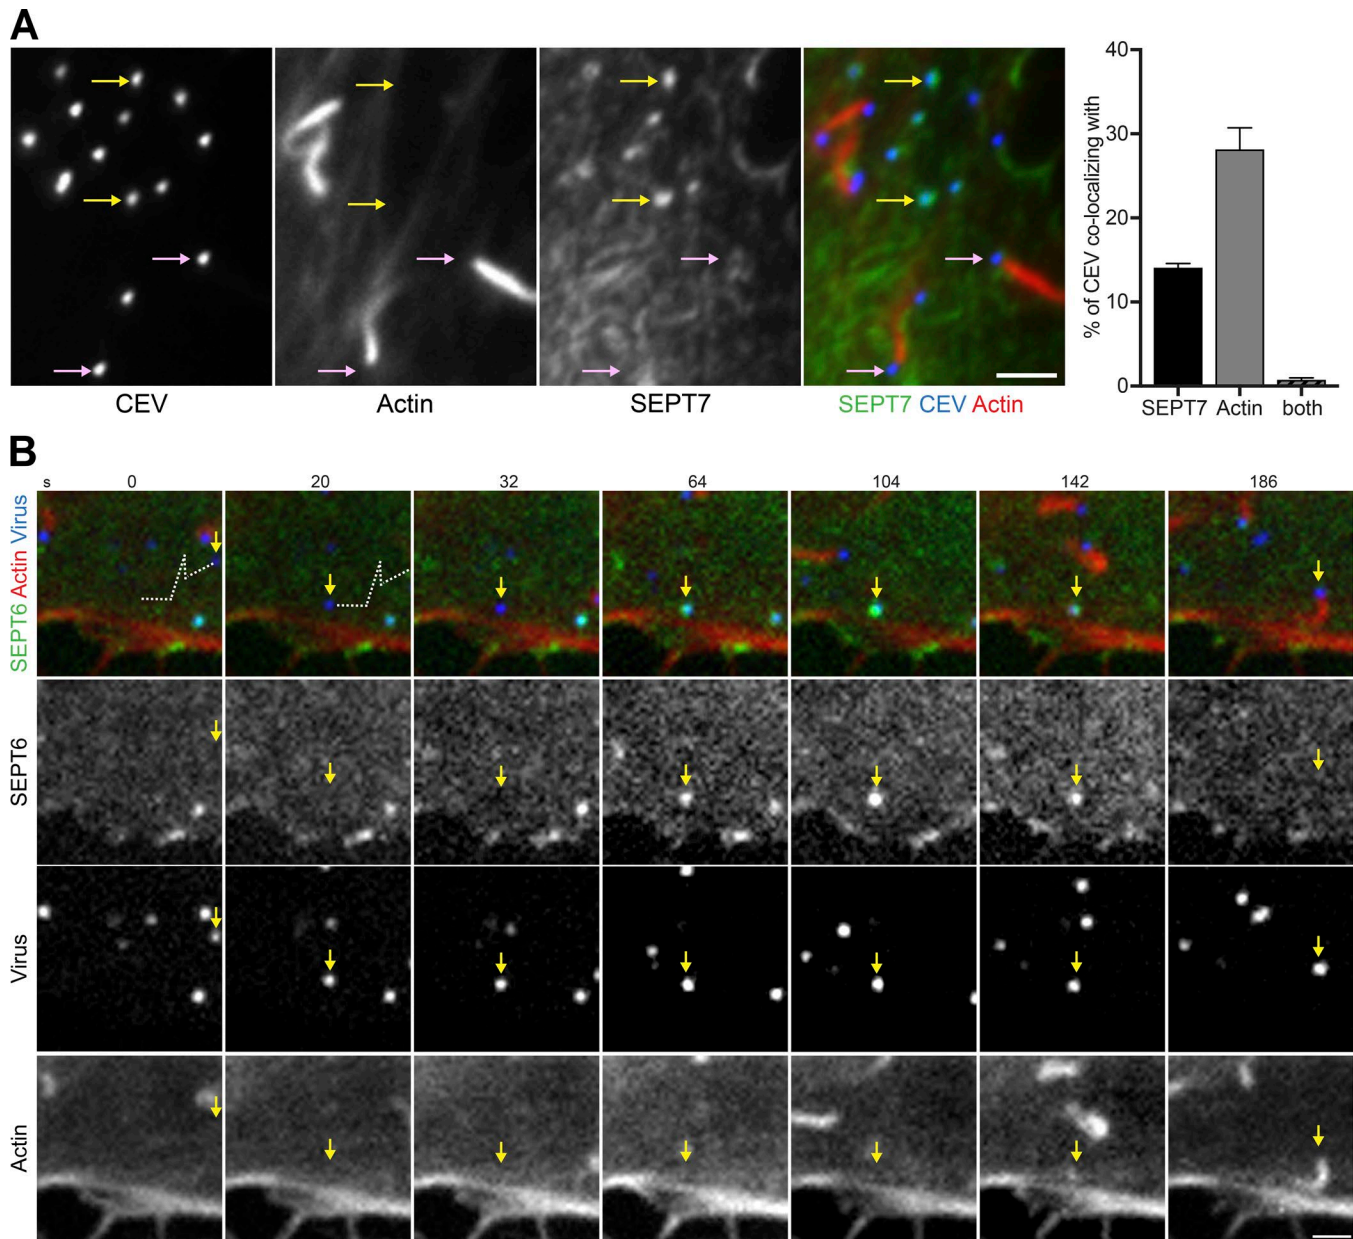 A
CEV
Actin
SEPT7
SEPT7 CEV Actin
% of CEV co-localizing with
40
30
20
10
0
SEPT7 Actin both
B
s 0 20 32 64 104 142 186
SEPT6 Actin Virus
SEPT6
Virus
Actin